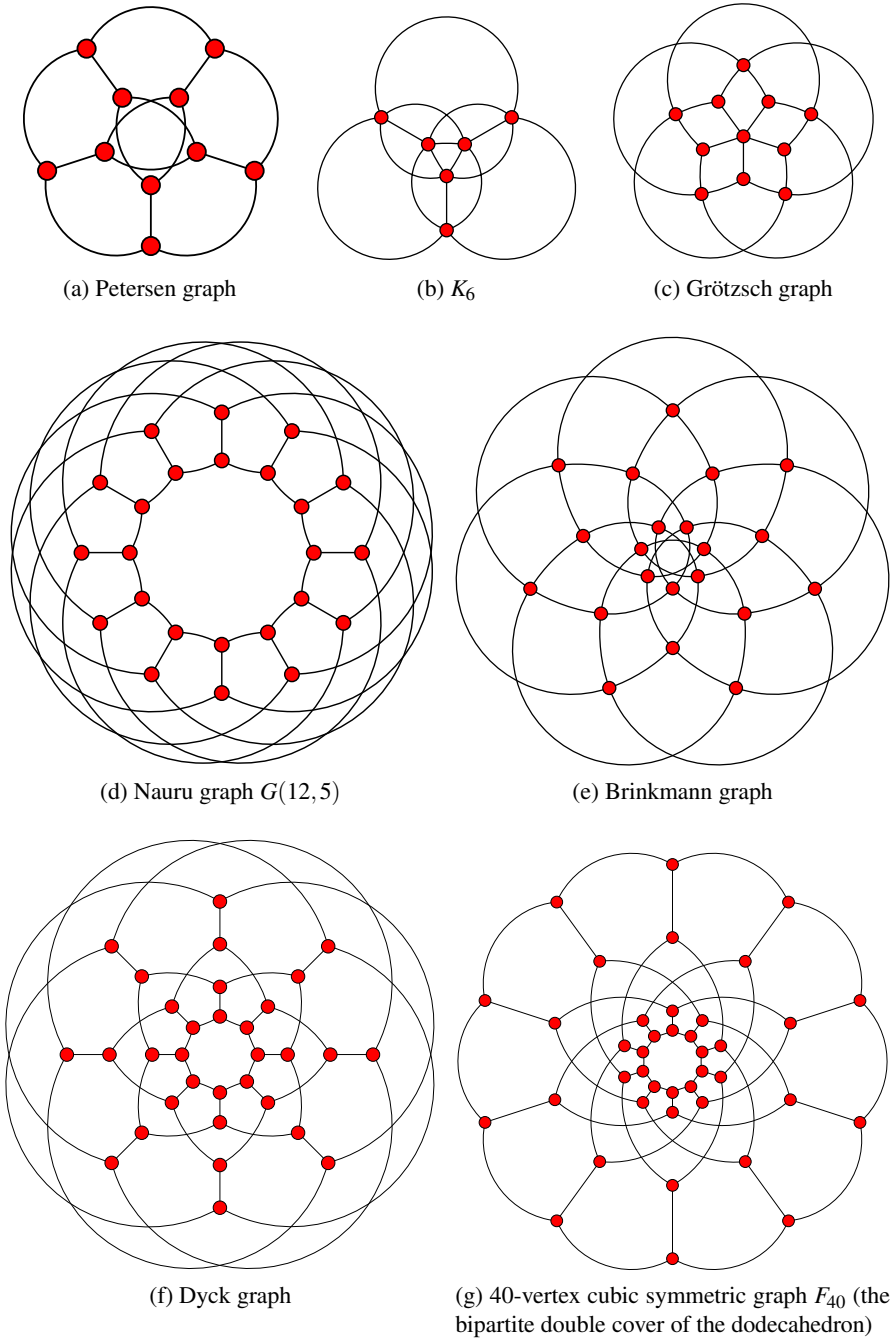 (a) Petersen graph
(b) K₆
(c) Grötzsch graph
(d) Nauru graph G(12,5)
(e) Brinkmann graph
(f) Dyck graph
(g) 40-vertex cubic symmetric graph F₄₀ (the
bipartite double cover of the dodecahedron)